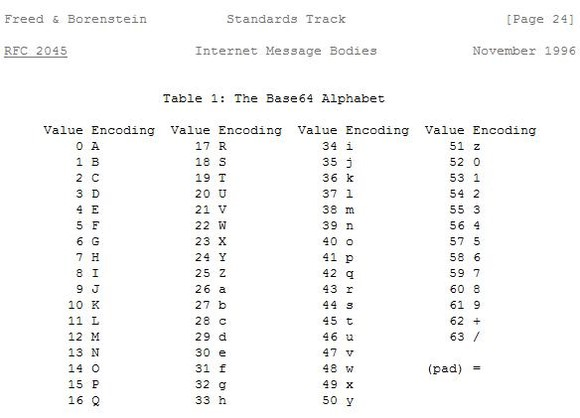 Freed & Borenstein Standards Track [Page 24]
RFC 2045 Internet Message Bodies November 1996
Table 1: The Base64 Alphabet
Value Encoding Value Encoding Value Encoding Value Encoding
0 A 17 R 34 i 51 z
1 B 18 S 35 j 52 0
2 C 19 T 36 k 53 1
3 D 20 U 37 l 54 2
4 E 21 V 38 m 55 3
5 F 22 W 39 n 56 4
6 G 23 X 40 o 57 5
7 H 24 Y 41 p 58 6
8 I 25 Z 42 q 59 7
9 J 26 a 43 r 60 8
10 K 27 b 44 s 61 9
11 L 28 c 45 t 62 +
12 M 29 d 46 u 63 /
13 N 30 e 47 v
14 O 31 f 48 w (pad) =
15 P 32 g 49 x
16 Q 33 h 50 y